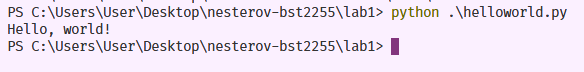 PS C:\Users\User\Desktop\nesterov-bst2255\lab1> python .\helloworld.py
Hello, world!
PS C:\Users\User\Desktop\nesterov-bst2255\lab1>